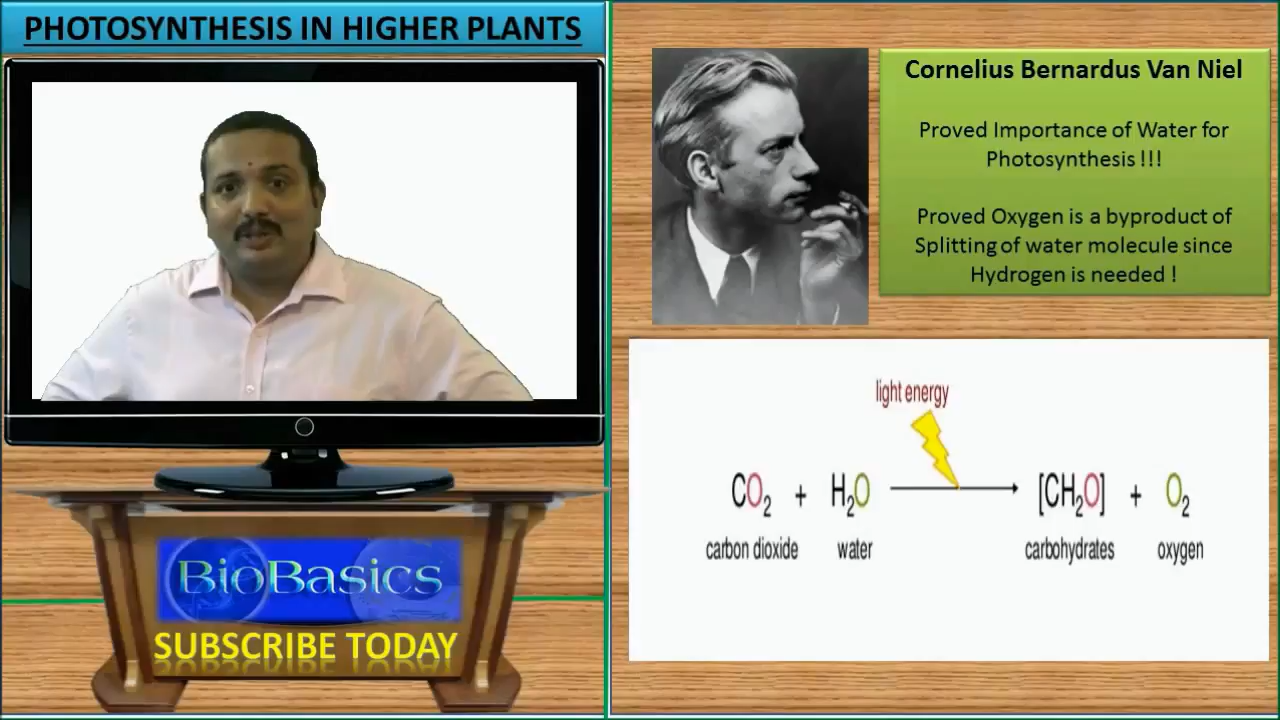 PHOTOSYNTHESIS IN HIGHER PLANTS
BioBasics
SUBSCRIBE TODAY
Cornelius Bernardus Van Niel
Proved Importance of Water for
Photosynthesis !!!
Proved Oxygen is a byproduct of
Splitting of water molecule since
Hydrogen is needed !
light energy
CO₂ + H₂O → [CH₂O] + O₂
carbon dioxide water carbohydrates oxygen